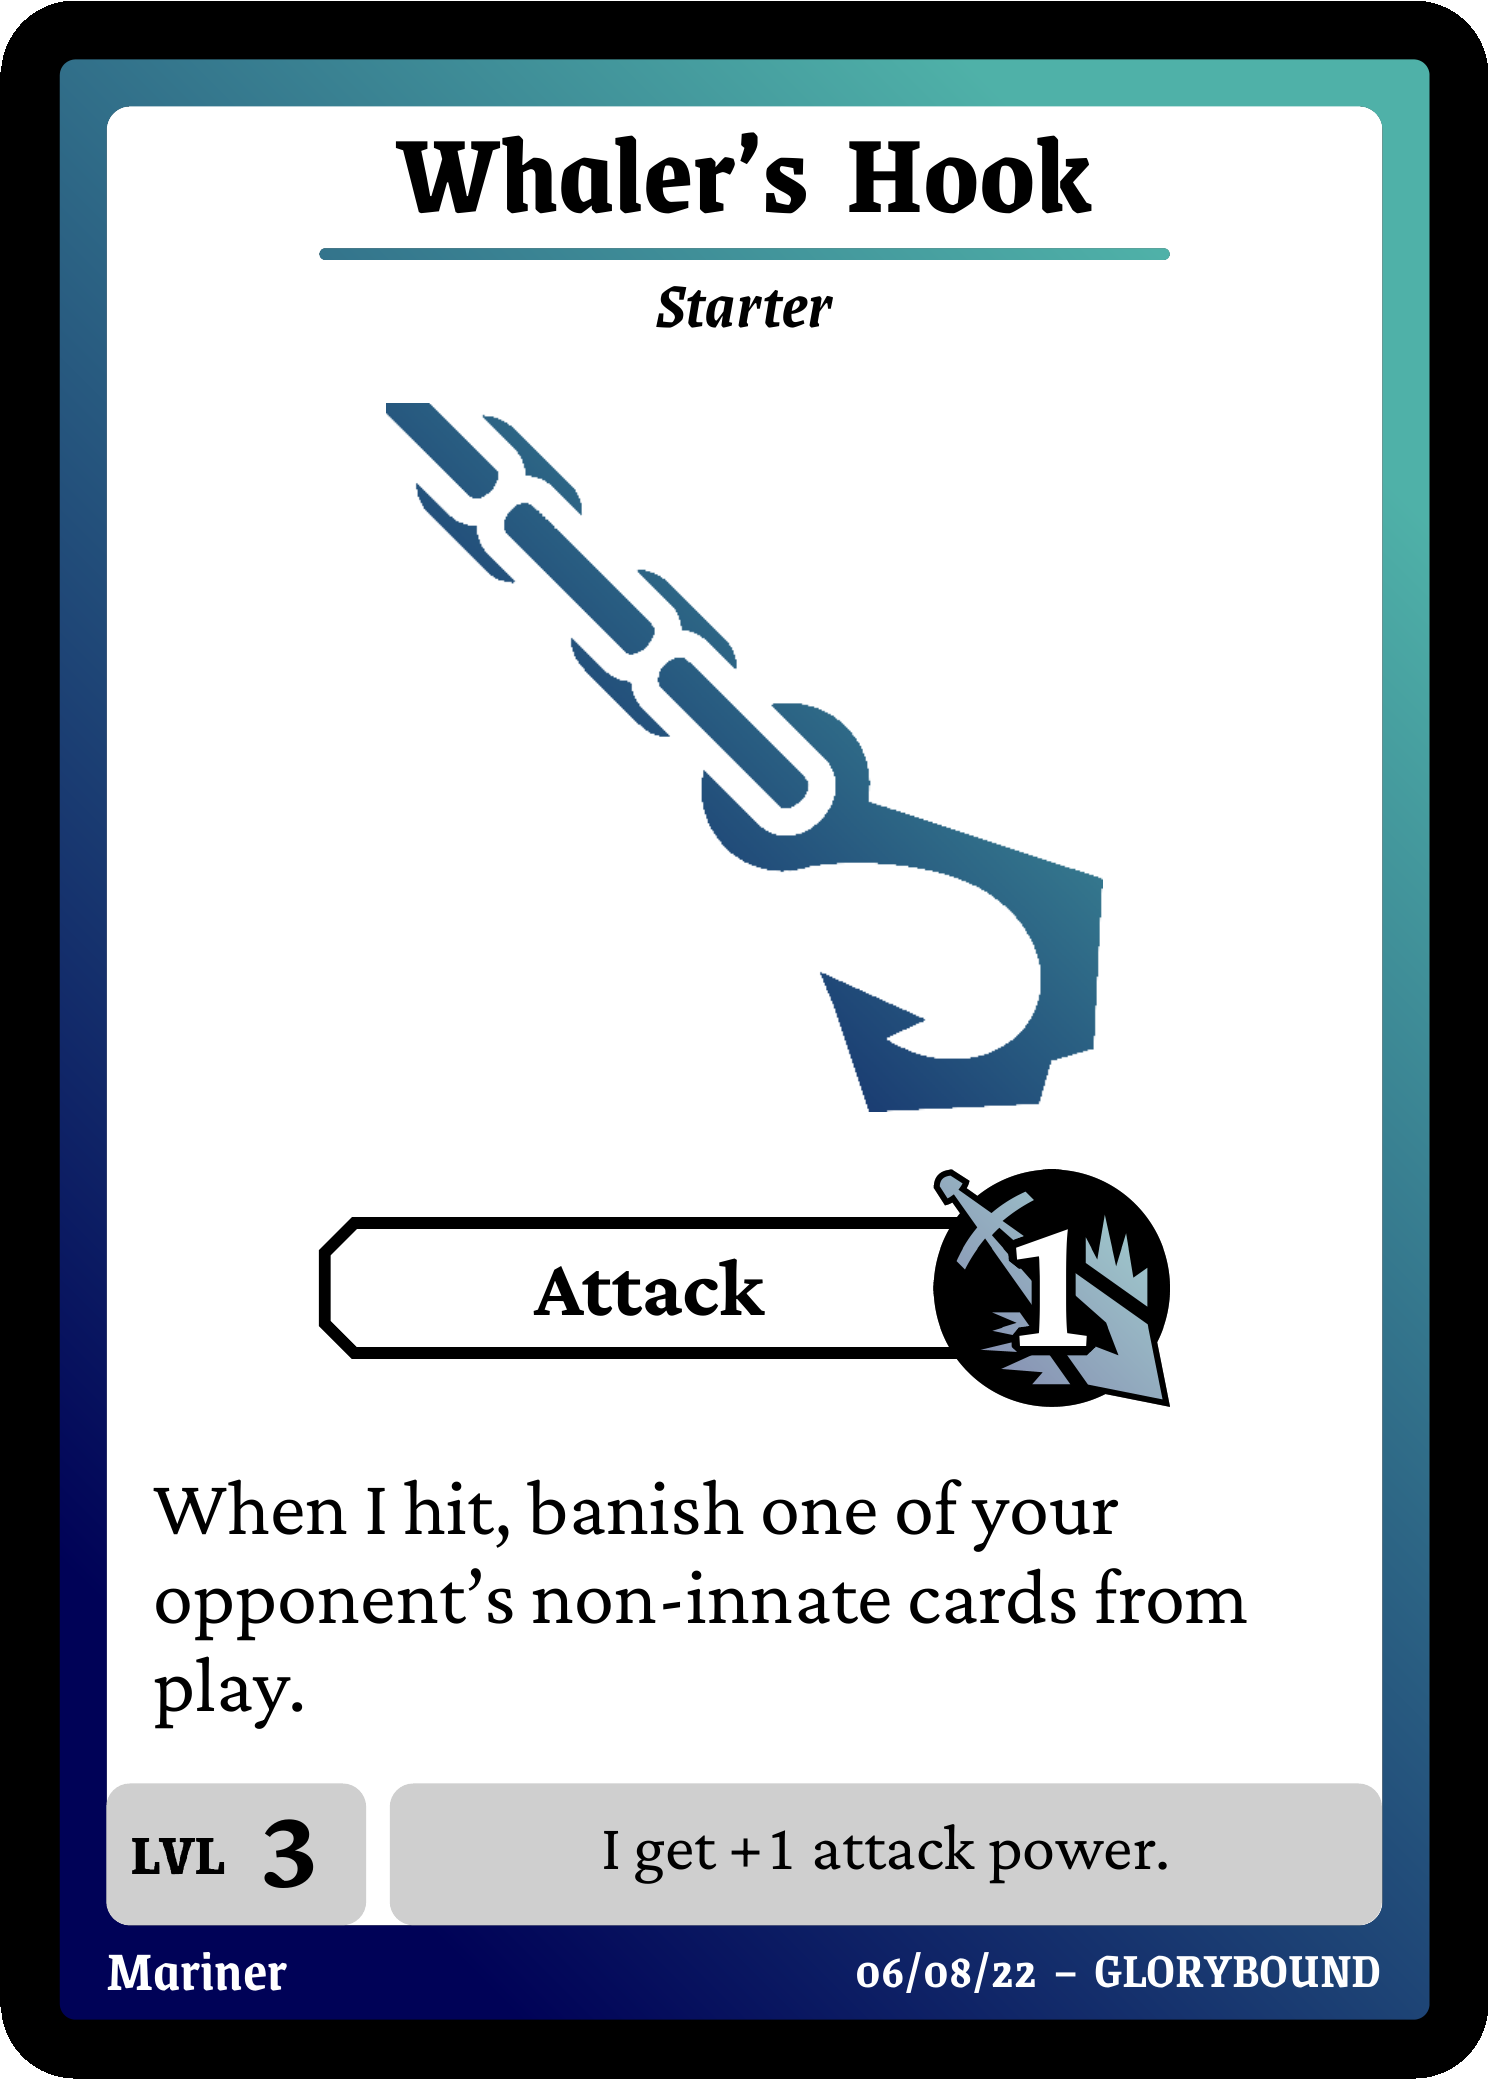 Whaler’s Hook
Starter
Attack 1
When I hit, banish one of your
opponent’s non-innate cards from
play.
LVL 3 I get +1 attack power.
Mariner 06/08/22 – GLORYBOUND